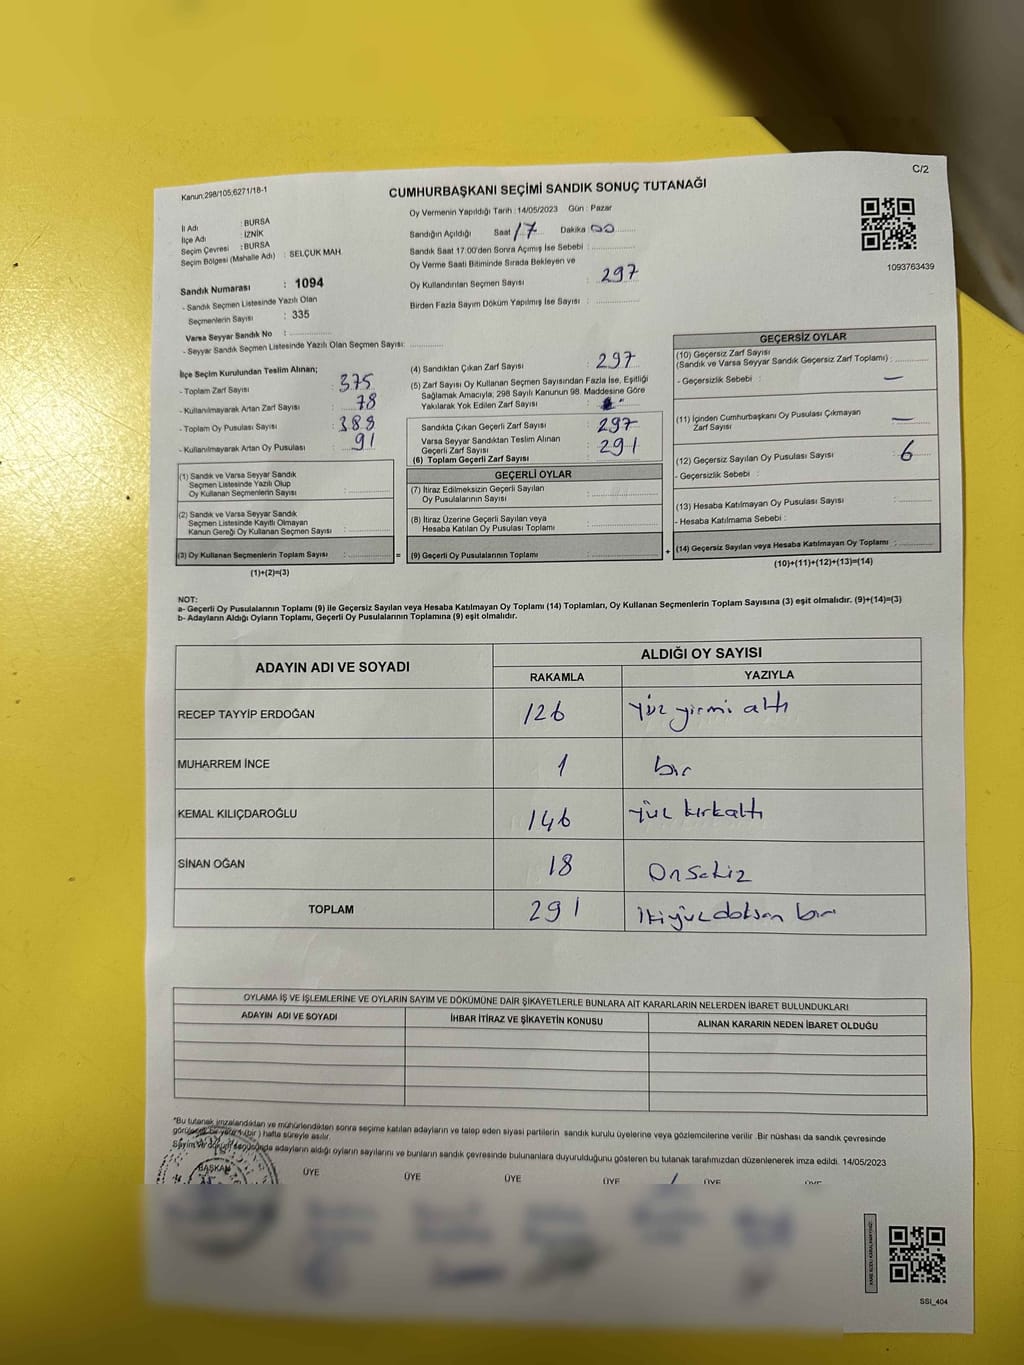 Kanun:298/105;6271/18-1
C/2
CUMHURBAŞKANI SEÇİMİ SANDIK SONUÇ TUTANAĞI
1093763439
İl Adı : BURSA
İlçe Adı : İZNİK
Seçim Çevresi : BURSA
Seçim Bölgesi (Mahalle Adı) : SELÇUK MAH
Sandık Numarası : 1094
- Sandık Seçmen Listesinde Yazılı Olan
Seçmenlerin Sayısı : 335
Varsa Seyyar Sandık No :
- Seyyar Sandık Seçmen Listesinde Yazılı Olan Seçmen Sayısı:
Oy Vermenin Yapıldığı Tarih : 14/05/2023 Gün : Pazar
Sandığın Açıldığı Saat 17 Dakika 00
Sandık Saat 17:00'den Sonra Açmış İse Sebebi :
Oy Verme Saati Bitiminde Sırada Bekleyen ve
Oy Kullandırılan Seçmen Sayısı : 297
Birden Fazla Sayım Döküm Yapılmış İse Sayısı :
İlçe Seçim Kurulundan Teslim Alınan;
- Toplam Zarf Sayısı : 375
- Kullanılmayarak Artan Zarf Sayısı : 78
- Toplam Oy Pusulası Sayısı : 388
- Kullanılmayarak Artan Oy Pusulası : 91
(1) Sandık ve Varsa Seyyar Sandık
Seçmen Listesinde Yazılı Olup
Oy Kullanan Seçmenlerin Sayısı :
(2) Sandık ve Varsa Seyyar Sandık
Seçmen Listesinde Kayıtlı Olmayan
Kanun Gereği Oy Kullanan Seçmen Sayısı :
(3) Oy Kullanan Seçmenlerin Toplam Sayısı :
(1)+(2)=(3)
=
(4) Sandıktan Çıkan Zarf Sayısı : 297
(5) Zarf Sayısı Oy Kullanan Seçmen Sayısından Fazla İse, Eşitliği
Sağlamak Amacıyla; 298 Sayılı Kanunun 98. Maddesine Göre
Yakılarak Yok Edilen Zarf Sayısı :
Sandıkta Çıkan Geçerli Zarf Sayısı : 297
Varsa Seyyar Sandıktan Teslim Alınan
Geçerli Zarf Sayısı : 291
(6) Toplam Geçerli Zarf Sayısı
GEÇERLİ OYLAR
(7) İtiraz Edilmeksizin Geçerli Sayılan
Oy Pusulalarının Sayısı :
(8) İtiraz Üzerine Geçerli Sayılan veya
Hesaba Katılan Oy Pusulası Toplamı :
(9) Geçerli Oy Pusulalarının Toplamı :
+
GEÇERSİZ OYLAR
(10) Geçersiz Zarf Sayısı
(Sandık ve Varsa Seyyar Sandık Geçersiz Zarf Toplamı) :
- Geçersizlik Sebebi : —
(11) İçinden Cumhurbaşkanı Oy Pusulası Çıkmayan
Zarf Sayısı : —
(12) Geçersiz Sayılan Oy Pusulası Sayısı : 6
- Geçersizlik Sebebi :
(13) Hesaba Katılmayan Oy Pusulası Sayısı :
- Hesaba Katılmama Sebebi :
(14) Geçersiz Sayılan veya Hesaba Katılmayan Oy Toplamı :
(10)+(11)+(12)+(13)=(14)
NOT:
a- Geçerli Oy Pusulalarının Toplamı (9) ile Geçersiz Sayılan veya Hesaba Katılmayan Oy Toplamı (14) Toplamları, Oy Kullanan Seçmenlerin Toplam Sayısına (3) eşit olmalıdır. (9)+(14)=(3)
b- Adayların Aldığı Oyların Toplamı, Geçerli Oy Pusulalarının Toplamına (9) eşit olmalıdır.
ADAYIN ADI VE SOYADI ALDIĞI OY SAYISI
RAKAMLA YAZIYLA
RECEP TAYYİP ERDOĞAN 126 Yüz yirmi altı
MUHARREM İNCE 1 bir
KEMAL KILIÇDAROĞLU 146 yüz kırkaltı
SİNAN OĞAN 18 Onsekiz
TOPLAM 291 İkiyüzdoksan bir
OYLAMA İŞ VE İŞLEMLERİNE VE OYLARIN SAYIM VE DÖKÜMÜNE DAİR ŞİKAYETLERLE BUNLARA AİT KARARLARIN NELERDEN İBARET BULUNDUKLARI
ADAYIN ADI VE SOYADI İHBAR İTİRAZ VE ŞİKAYETİN KONUSU ALINAN KARARIN NEDEN İBARET OLDUĞU
*Bu tutanak imzalandıktan ve mühürlendikten sonra seçime katılan adayların ve talep eden siyasi partilerin sandık kurulu üyelerine veya gözlemcilerine verilir. Bir nüshası da sandık çevresinde
görülecek bir yere 1 (bir) hafta süreyle asılır.
Sayım ve döküm sonucunda adayların aldığı oyların sayılarını ve bunların sandık çevresinde bulunanlara duyurulduğunu gösteren bu tutanak tarafımızdan düzenlenerek imza edildi. 14/05/2023
BAŞKAN ÜYE ÜYE ÜYE ÜYE ÜYE
SSI_404